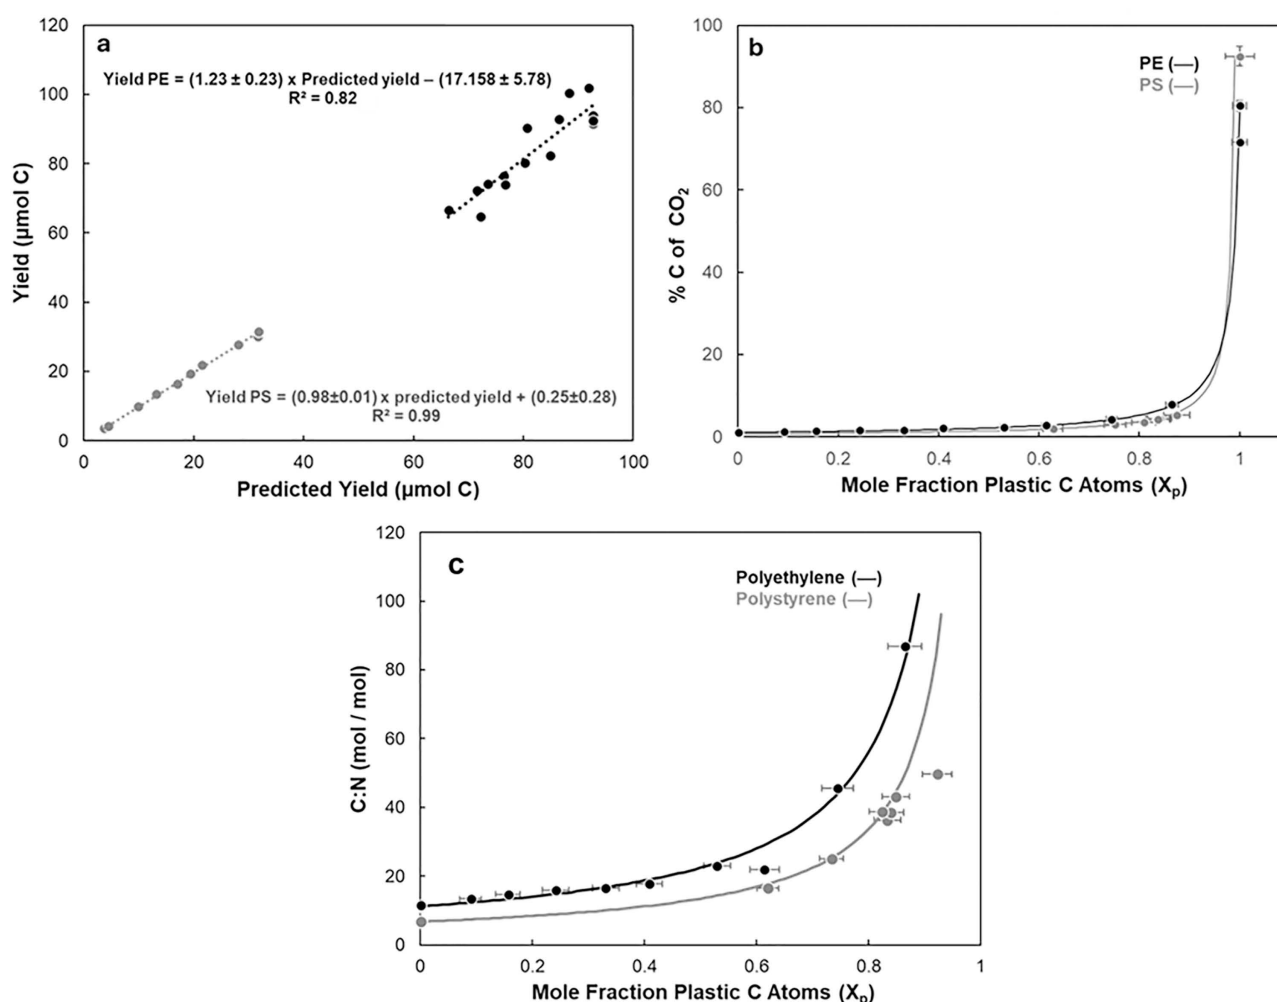 a
Yield PE = (1.23 ± 0.23) x Predicted yield – (17.158 ± 5.78)
R² = 0.82
Yield PS = (0.98±0.01) x predicted yield + (0.25±0.28)
R² = 0.99
Yield (µmol C)
120
100
80
60
40
20
0
0 20 40 60 80 100
Predicted Yield (µmol C)
b
PE (—)
PS (—)
% C of CO₂
100
80
60
40
20
0
0 0.2 0.4 0.6 0.8 1
Mole Fraction Plastic C Atoms (Xₚ)
c
Polyethylene (—)
Polystyrene (—)
C:N (mol / mol)
120
100
80
60
40
20
0
0 0.2 0.4 0.6 0.8 1
Mole Fraction Plastic C Atoms (Xₚ)